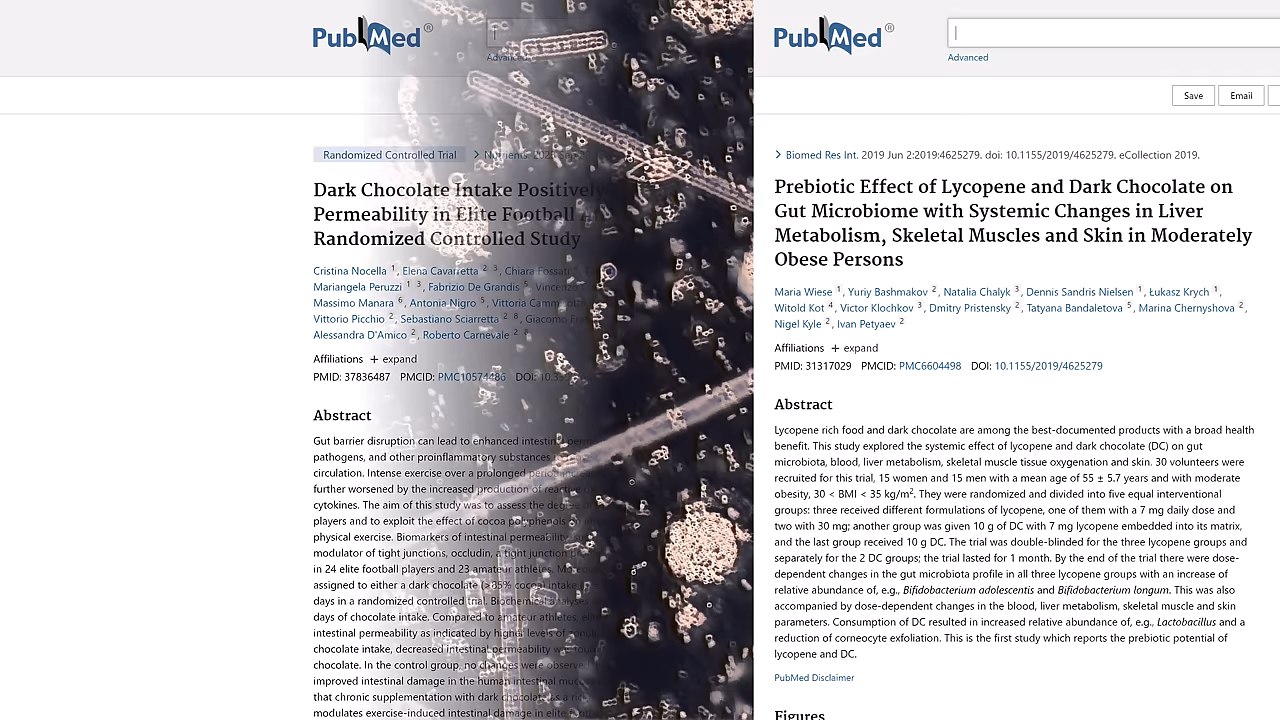 PubMed®
Advanced
Randomized Controlled Trial
Nutrients. 2023 Sep
Dark Chocolate Intake Positively
Permeability in Elite Football
Randomized Controlled Study
Cristina Nocella 1, Elena Cavarretta 2 3, Chiara Fossati
Mariangela Peruzzi 1 3, Fabrizio De Grandis 5, Vincenzo
Massimo Manara 6, Antonia Nigro 5, Vittoria Cammisotto
Vittorio Picchio 2, Sebastiano Sciarretta 2 8, Giacomo Frati
Alessandra D'Amico 2, Roberto Carnevale 2 8
Affiliations + expand
PMID: 37836487 PMCID: PMC10574486 DOI:
Abstract
Gut barrier disruption can lead to enhanced intestinal
pathogens, and other proinflammatory substances
circulation. Intense exercise over a prolonged period
further worsened by the increased production of reactive
cytokines. The aim of this study was to assess the degree
players and to exploit the effect of cocoa polyphenols
physical exercise. Biomarkers of intestinal permeability
modulator of tight junctions, occludin, a tight junction
in 24 elite football players and 23 amateur athletes.
assigned to either a dark chocolate (>85% cocoa) intake
days in a randomized controlled trial. Biochemical analyses
days of chocolate intake. Compared to amateur athletes,
intestinal permeability as indicated by higher levels of zonulin
chocolate intake, decreased intestinal permeability was found
chocolate. In the control group, no changes were observed
improved intestinal damage in the human intestinal mucosa
that chronic supplementation with dark chocolate as a
modulates exercise-induced intestinal damage in elite
PubMed®
Advanced
Save
Email
Biomed Res Int. 2019 Jun 2:2019:4625279. doi: 10.1155/2019/4625279. eCollection 2019.
Prebiotic Effect of Lycopene and Dark Chocolate on
Gut Microbiome with Systemic Changes in Liver
Metabolism, Skeletal Muscles and Skin in Moderately
Obese Persons
Maria Wiese 1, Yuriy Bashmakov 2, Natalia Chalyk 3, Dennis Sandris Nielsen 1, Łukasz Krych 1,
Witold Kot 4, Victor Klochkov 3, Dmitry Pristensky 2, Tatyana Bandaletova 5, Marina Chernyshova 2,
Nigel Kyle 2, Ivan Petyaev 2
Affiliations + expand
PMID: 31317029 PMCID: PMC6604498 DOI: 10.1155/2019/4625279
Abstract
Lycopene rich food and dark chocolate are among the best-documented products with a broad health
benefit. This study explored the systemic effect of lycopene and dark chocolate (DC) on gut
microbiota, blood, liver metabolism, skeletal muscle tissue oxygenation and skin. 30 volunteers were
recruited for this trial, 15 women and 15 men with a mean age of 55 ± 5.7 years and with moderate
obesity, 30 < BMI < 35 kg/m2. They were randomized and divided into five equal interventional
groups: three received different formulations of lycopene, one of them with a 7 mg daily dose and
two with 30 mg; another group was given 10 g of DC with 7 mg lycopene embedded into its matrix,
and the last group received 10 g DC. The trial was double-blinded for the three lycopene groups and
separately for the 2 DC groups; the trial lasted for 1 month. By the end of the trial there were dose-
dependent changes in the gut microbiota profile in all three lycopene groups with an increase of
relative abundance of, e.g., Bifidobacterium adolescentis and Bifidobacterium longum. This was also
accompanied by dose-dependent changes in the blood, liver metabolism, skeletal muscle and skin
parameters. Consumption of DC resulted in increased relative abundance of, e.g., Lactobacillus and a
reduction of corneocyte exfoliation. This is the first study which reports the prebiotic potential of
lycopene and DC.
PubMed Disclaimer
Figures